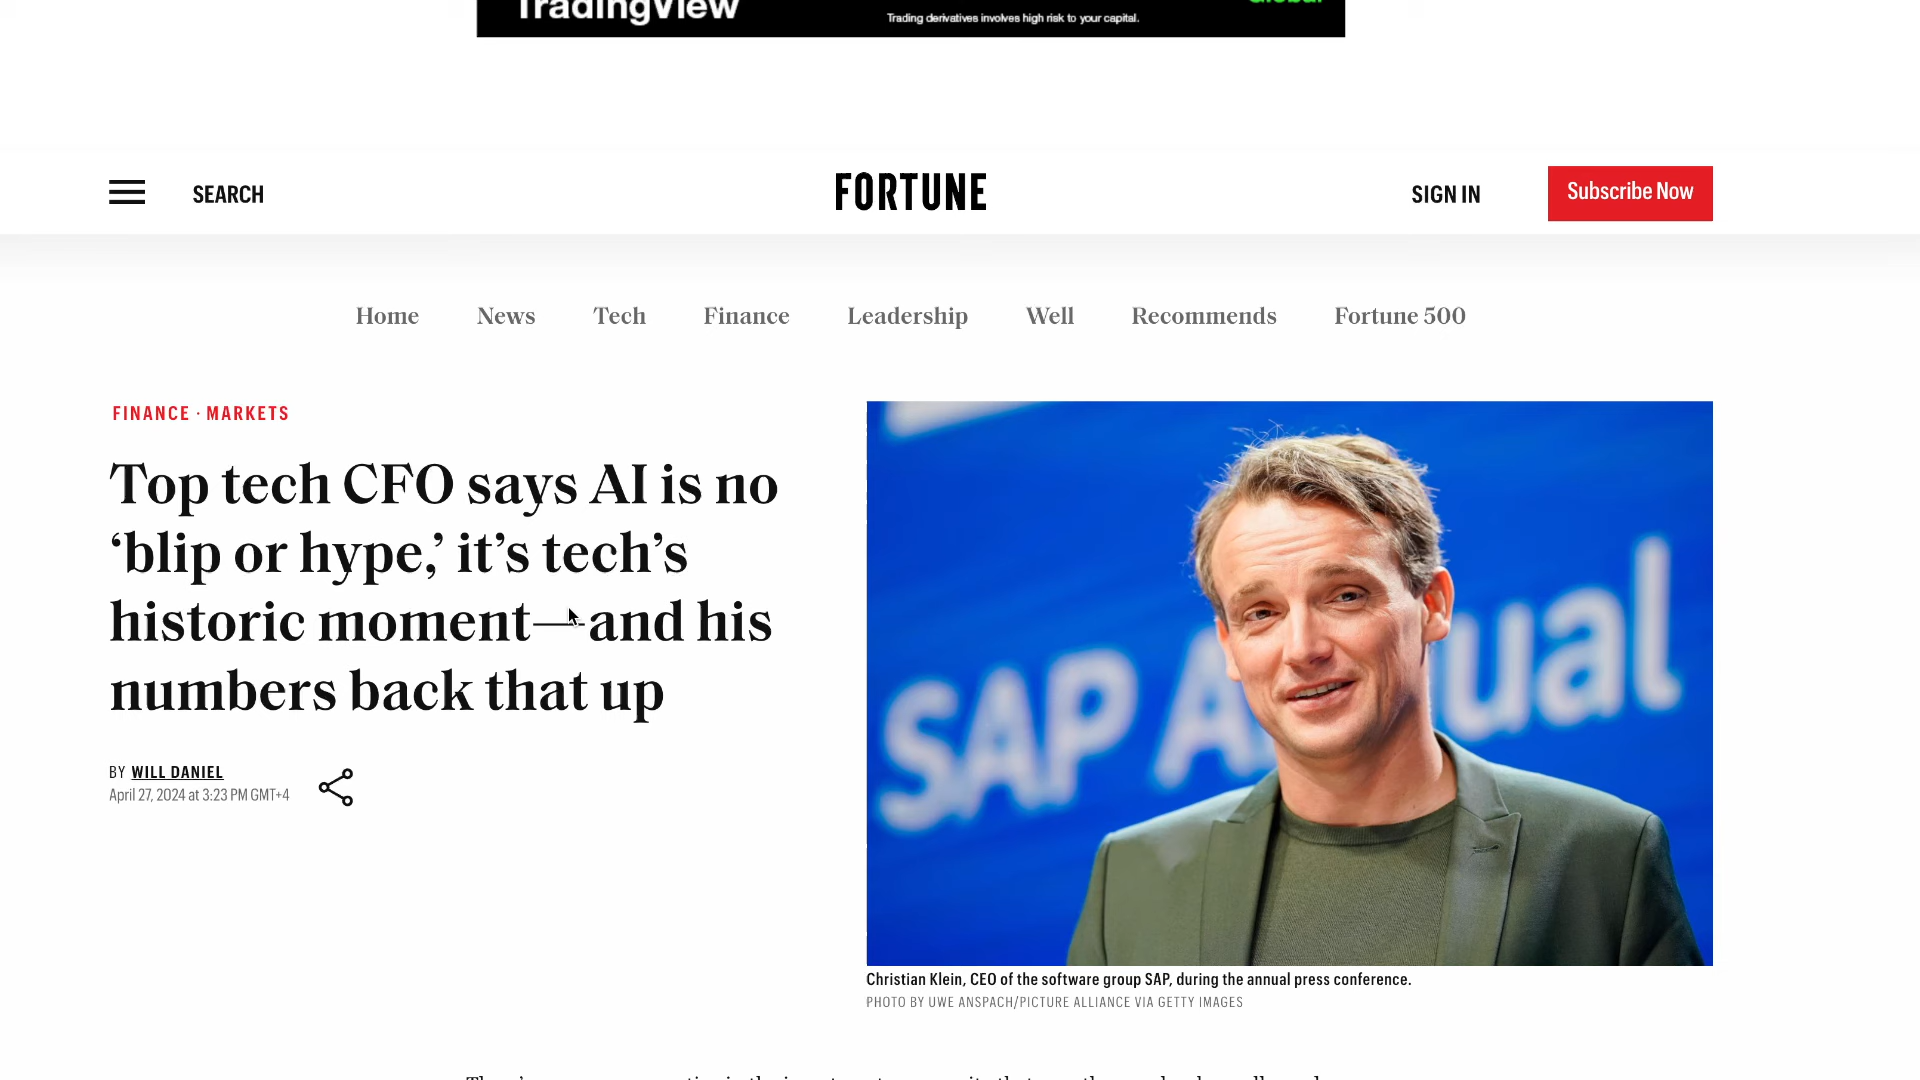 TradingView
Trading derivatives involves high risk to your capital.
Global
SEARCH
FORTUNE
SIGN IN
Subscribe Now
Home
News
Tech
Finance
Leadership
Well
Recommends
Fortune 500
FINANCE · MARKETS
Top tech CFO says AI is no
‘blip or hype,’ it’s tech’s
historic moment—and his
numbers back that up
BY WILL DANIEL
April 27, 2024 at 3:23 PM GMT+4
SAP A ual
Christian Klein, CEO of the software group SAP, during the annual press conference.
PHOTO BY UWE ANSPACH/PICTURE ALLIANCE VIA GETTY IMAGES